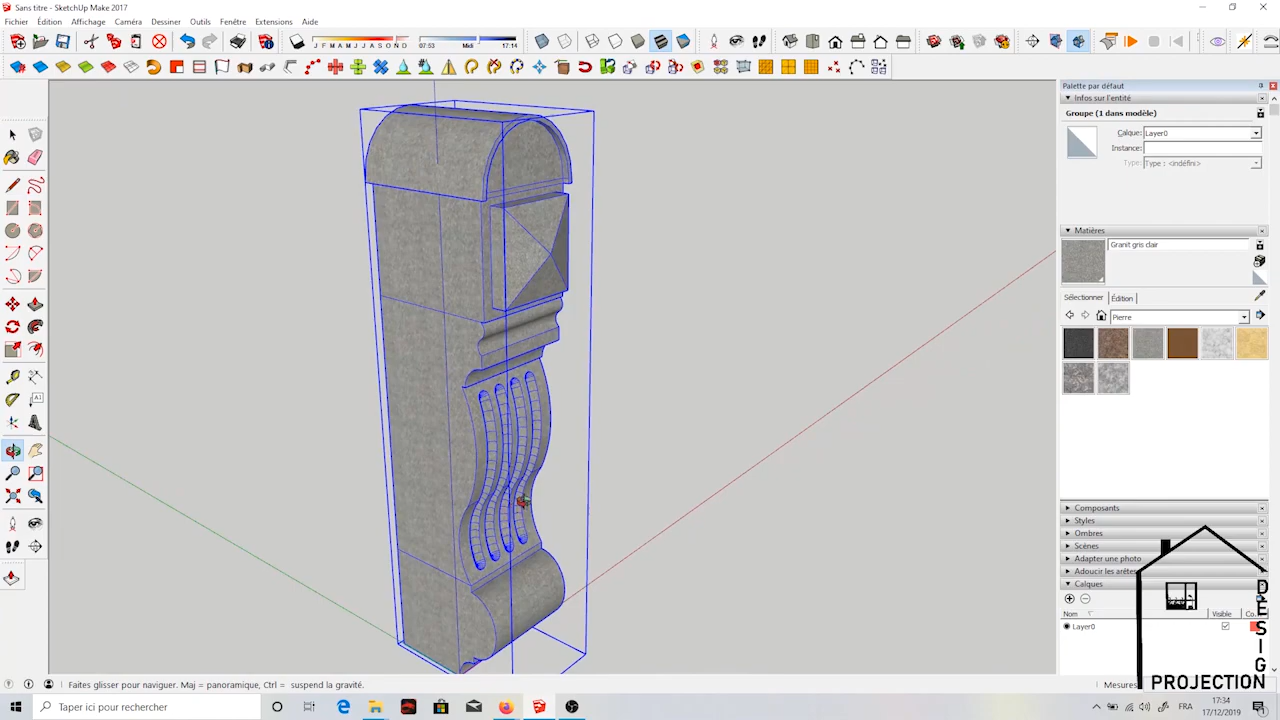 Sans titre - SketchUp Make 2017
Fichier Édition Affichage Caméra Dessiner Outils Fenêtre Extensions Aide
J F M A M J J A S O N D 07:53 Midi 17:14
Palette par défaut
Infos sur l'entité
Groupe (1 dans modèle)
Calque: Layer0
Instance:
Type: Type : <indéfini>
Matières
Granit gris clair
Sélectionner Édition
Pierre
Composants
Styles
Ombres
Scènes
Adapter une photo
Adoucir les arêtes
Calques
Nom Visible Co...
Layer0
DESIGN
PROJECTION
Faites glisser pour naviguer. Maj = panoramique, Ctrl = suspend la gravité.
Mesures
Taper ici pour rechercher
FRA
17:34
17/12/2019